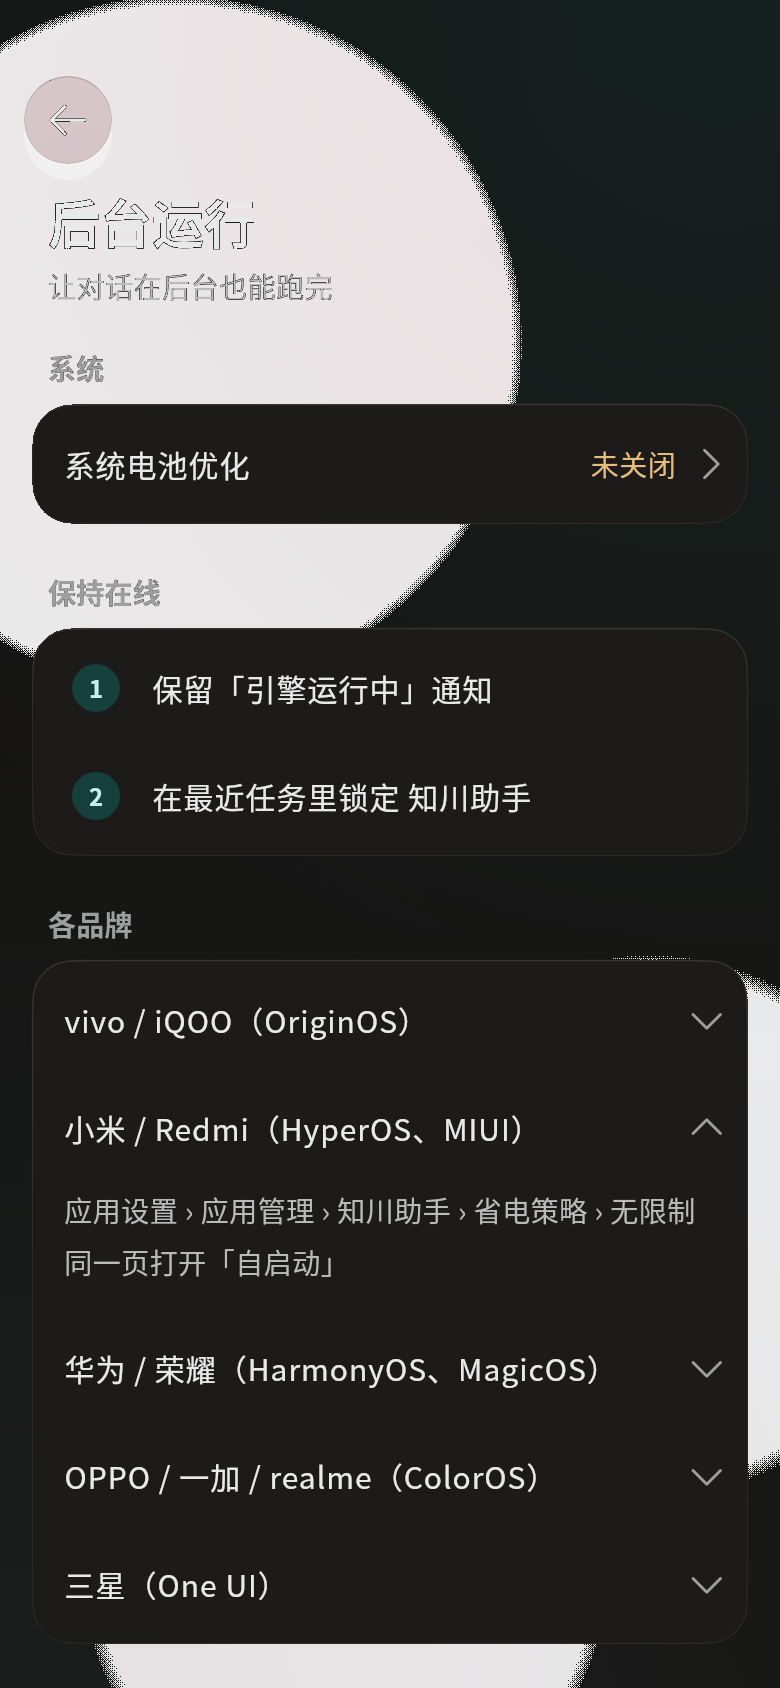 后台运行
让对话在后台也能跑完
系统
系统电池优化 未关闭
保持在线
1 保留「引擎运行中」通知
2 在最近任务里锁定 知川助手
各品牌
vivo / iQOO（OriginOS）
小米 / Redmi（HyperOS、MIUI）
应用设置 › 应用管理 › 知川助手 › 省电策略 › 无限制
同一页打开「自启动」
华为 / 荣耀（HarmonyOS、MagicOS）
OPPO / 一加 / realme（ColorOS）
三星（One UI）